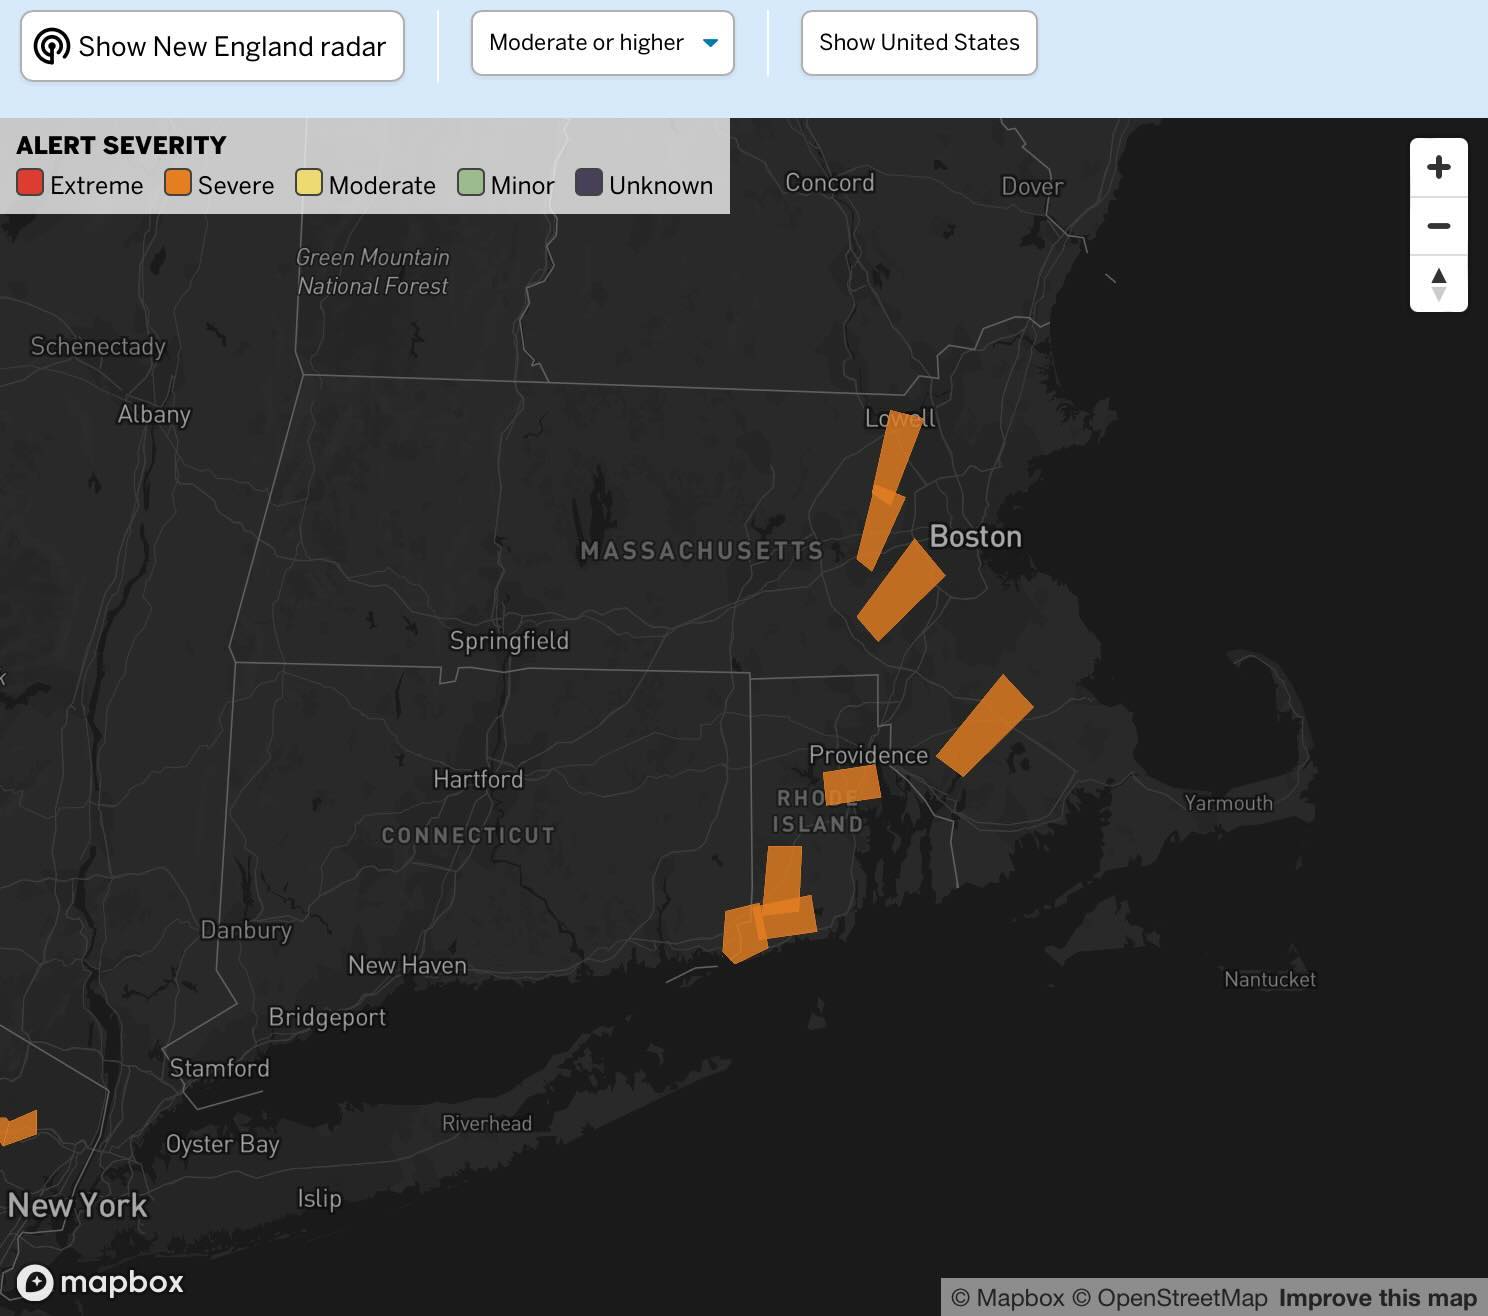 Show New England radar
Moderate or higher
Show United States
ALERT SEVERITY
Extreme
Severe
Moderate
Minor
Unknown
Concord
Dover
Green Mountain
National Forest
Schenectady
Albany
Lowell
Boston
MASSACHUSETTS
Springfield
Providence
Hartford
RHODE
ISLAND
Yarmouth
CONNECTICUT
Danbury
New Haven
Nantucket
Bridgeport
Stamford
Riverhead
Oyster Bay
Islip
New York
mapbox
© Mapbox © OpenStreetMap Improve this map